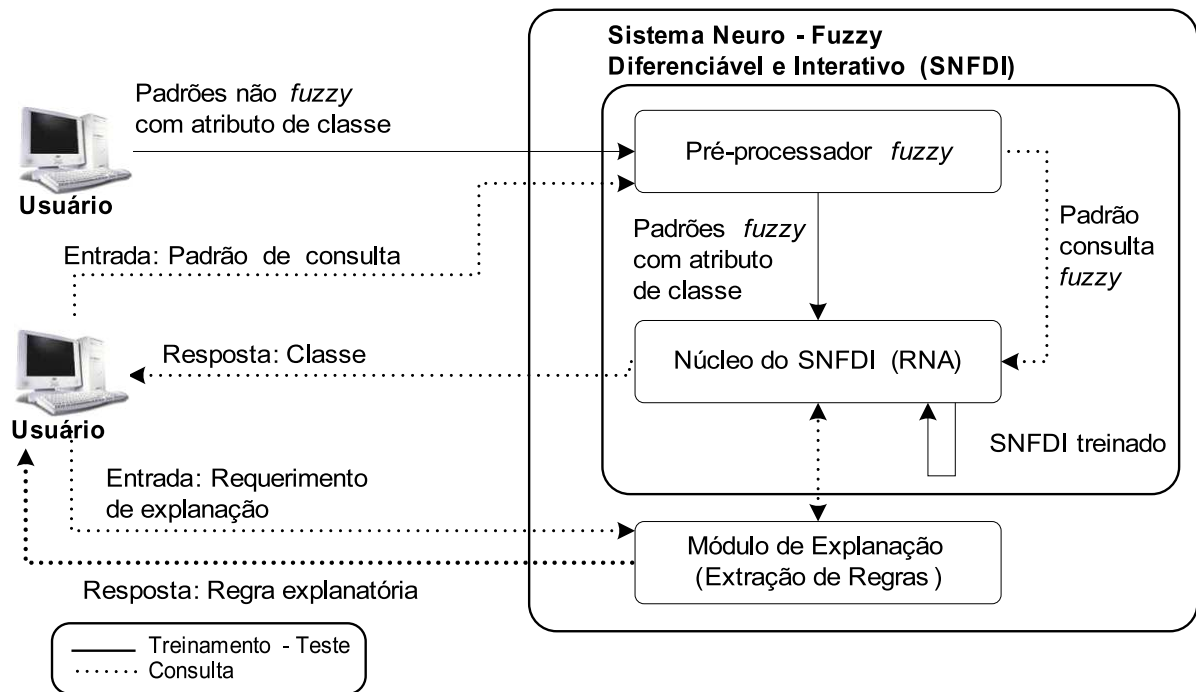 Sistema Neuro - Fuzzy
Diferenciável e Interativo (SNFDI)
Padrões não fuzzy
com atributo de classe
Usuário
Pré-processador fuzzy
Entrada: Padrão de consulta
Padrões fuzzy
com atributo
de classe
Padrão
consulta
fuzzy
Resposta: Classe
Núcleo do SNFDI (RNA)
Usuário
SNFDI treinado
Entrada: Requerimento
de explanação
Módulo de Explanação
(Extração de Regras)
Resposta: Regra explanatória
Treinamento - Teste
Consulta